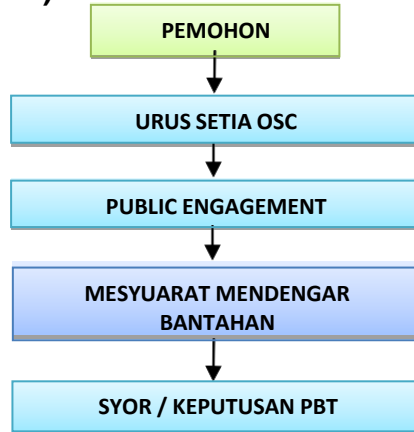 )
PEMOHON
URUS SETIA OSC
PUBLIC ENGAGEMENT
MESYUARAT MENDENGAR
BANTAHAN
SYOR / KEPUTUSAN PBT